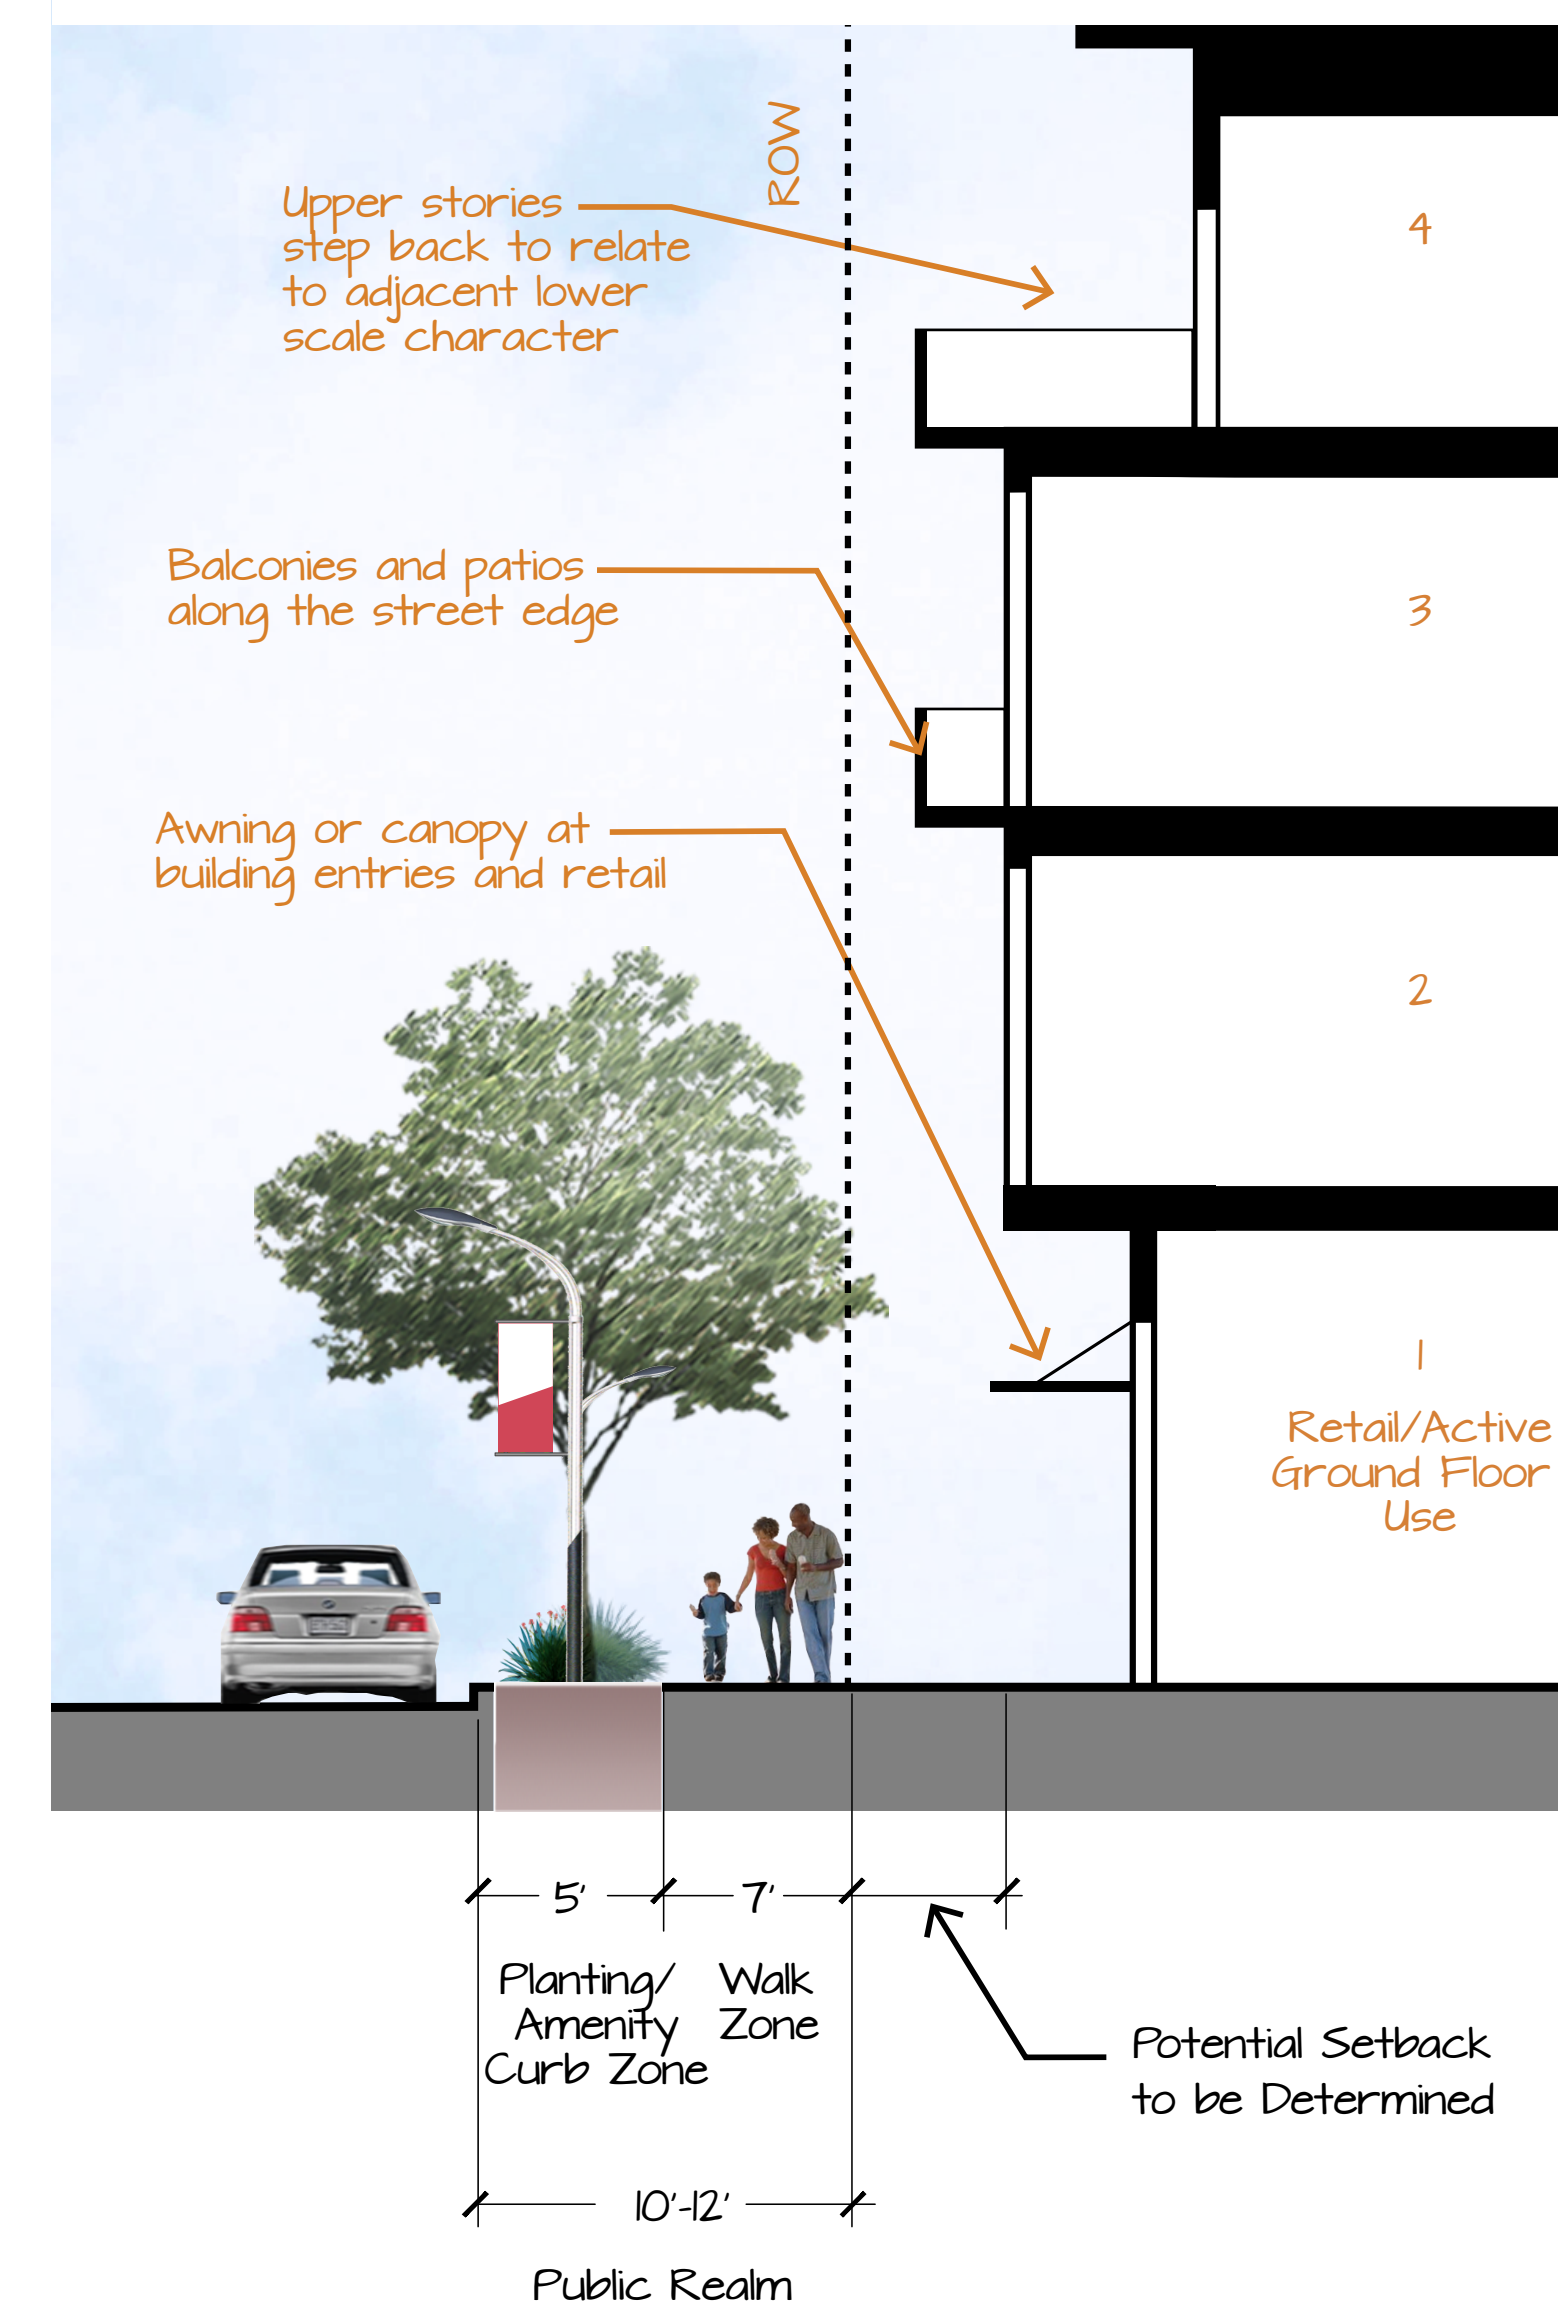 ROW
Upper stories
step back to relate
to adjacent lower
scale character
4
Balconies and patios
along the street edge
3
Awning or canopy at
building entries and retail
2
1
Retail/Active
Ground Floor
Use
5'
7'
Planting/
Amenity
Curb Zone
Walk
Zone
Potential Setback
to be Determined
10'-12'
Public Realm